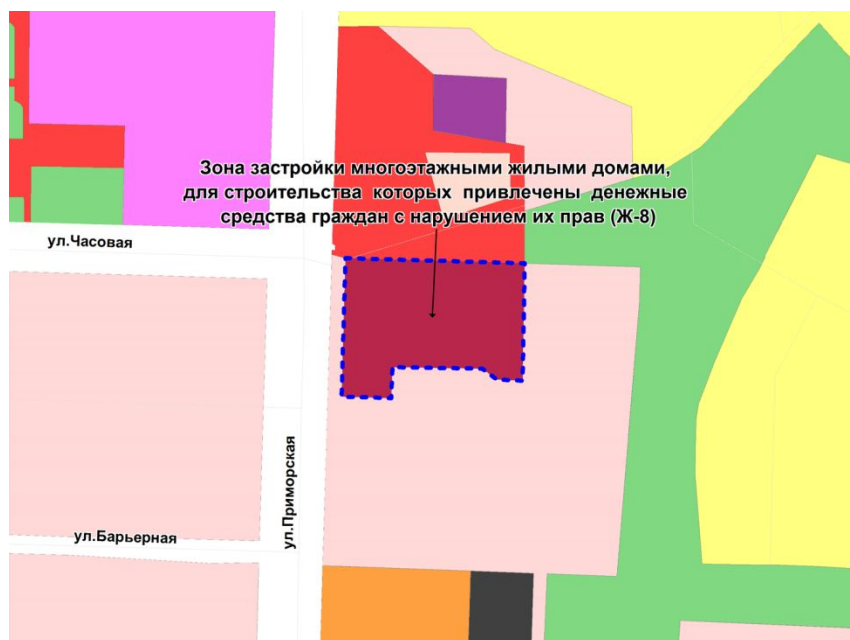 Зона застройки многоэтажными жилыми домами,
для строительства которых привлечены денежные
средства граждан с нарушением их прав (Ж-8)
ул.Часовая
ул.Приморская
ул.Барьерная